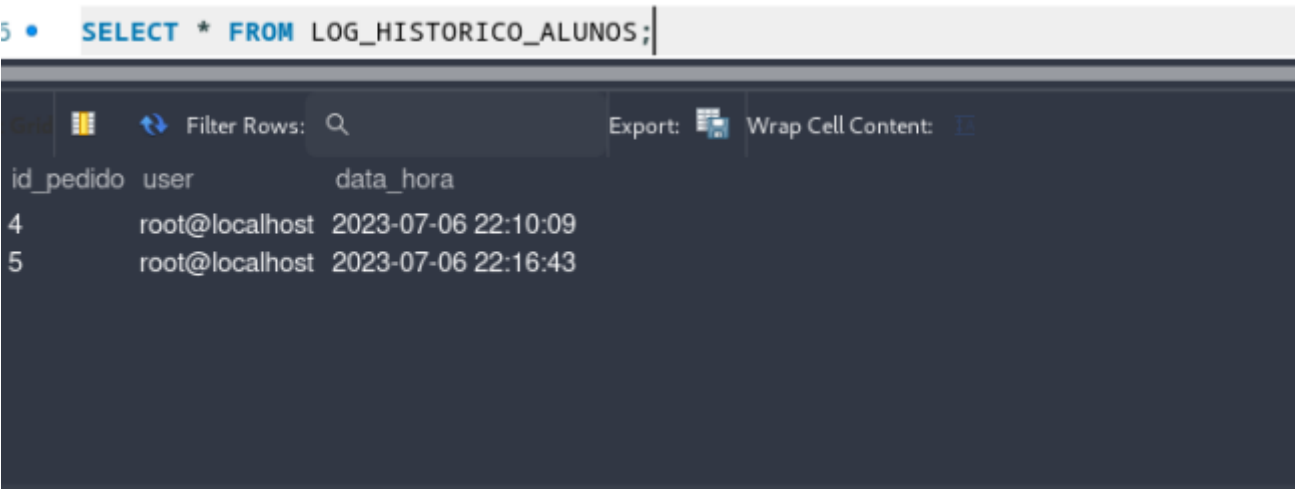 SELECT * FROM LOG_HISTORICO_ALUNOS;
Filter Rows: Export: Wrap Cell Content:
id_pedido user data_hora
4 root@localhost 2023-07-06 22:10:09
5 root@localhost 2023-07-06 22:16:43